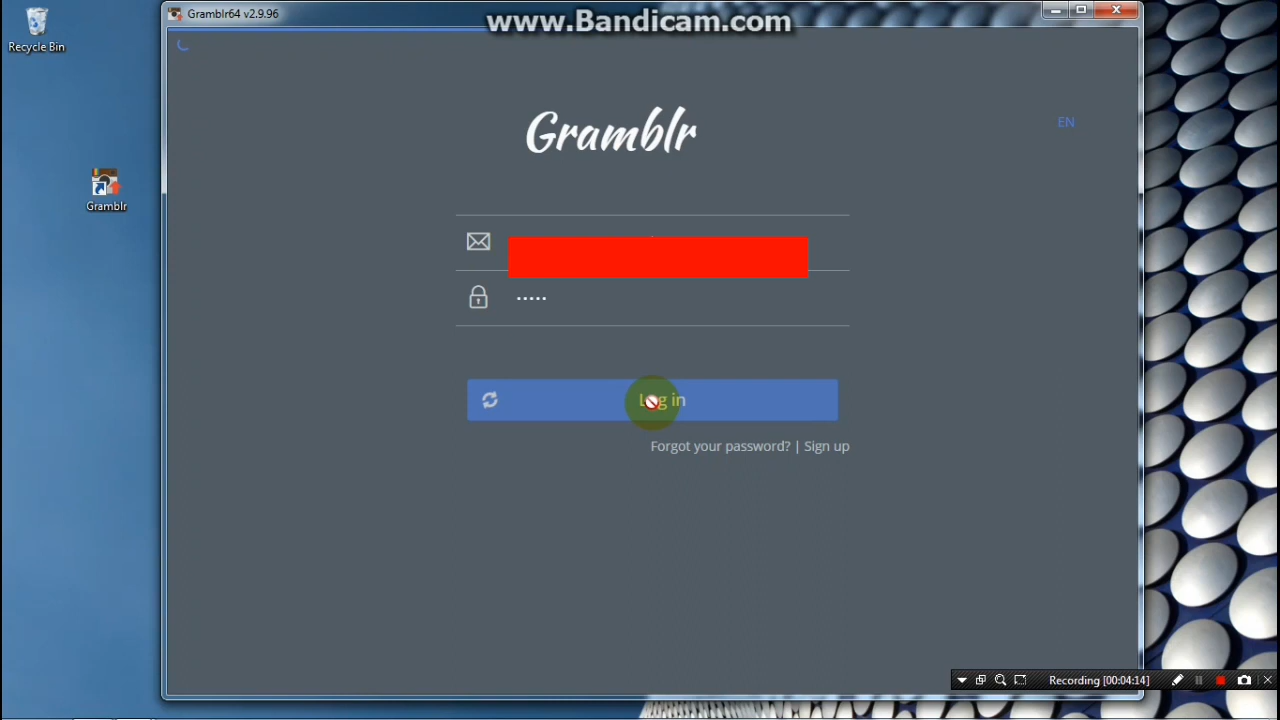 Gramblr64 v2.9.96
www.Bandicam.com
Recycle Bin
Gramblr
EN
Gramblr
Log in
Forgot your password? | Sign up
Recording [00:04:14]